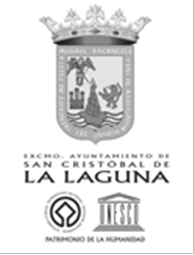 EXCMO. AYUNTAMIENTO DE
SAN CRISTÓBAL DE
LA LAGUNA
UNESCO
PATRIMONIO DE LA HUMANIDAD